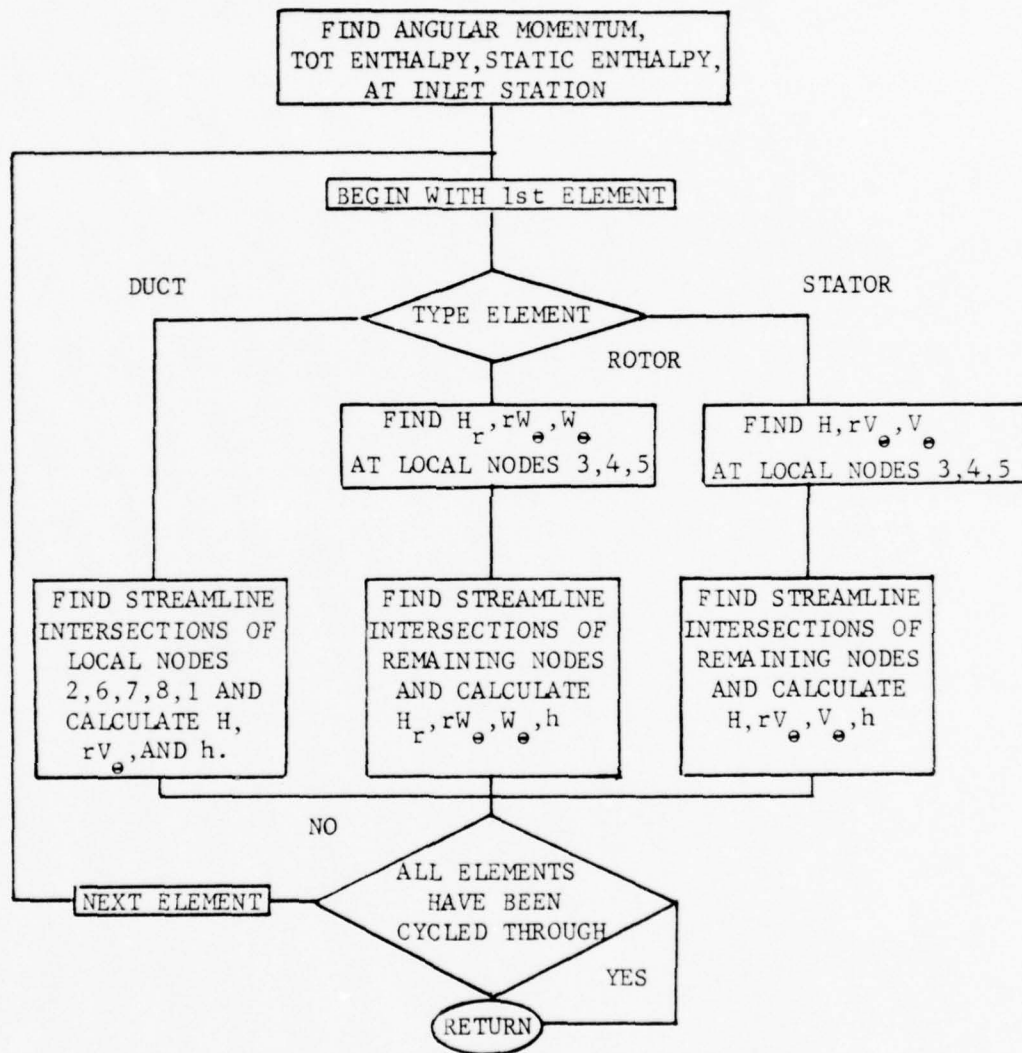 FIND ANGULAR MOMENTUM,
TOT ENTHALPY,STATIC ENTHALPY,
AT INLET STATION
BEGIN WITH 1st ELEMENT
DUCT
TYPE ELEMENT
STATOR
ROTOR
FIND H_r,rW_θ,W_θ
AT LOCAL NODES 3,4,5
FIND H,rV_θ,V_θ
AT LOCAL NODES 3,4,5
FIND STREAMLINE
INTERSECTIONS OF
LOCAL NODES
2,6,7,8,1 AND
CALCULATE H,
rV_θ,AND h.
FIND STREAMLINE
INTERSECTIONS OF
REMAINING NODES
AND CALCULATE
H_r,rW_θ,W_θ,h
FIND STREAMLINE
INTERSECTIONS OF
REMAINING NODES
AND CALCULATE
H,rV_θ,V_θ,h
NO
ALL ELEMENTS
HAVE BEEN
CYCLED THROUGH
NEXT ELEMENT
YES
RETURN